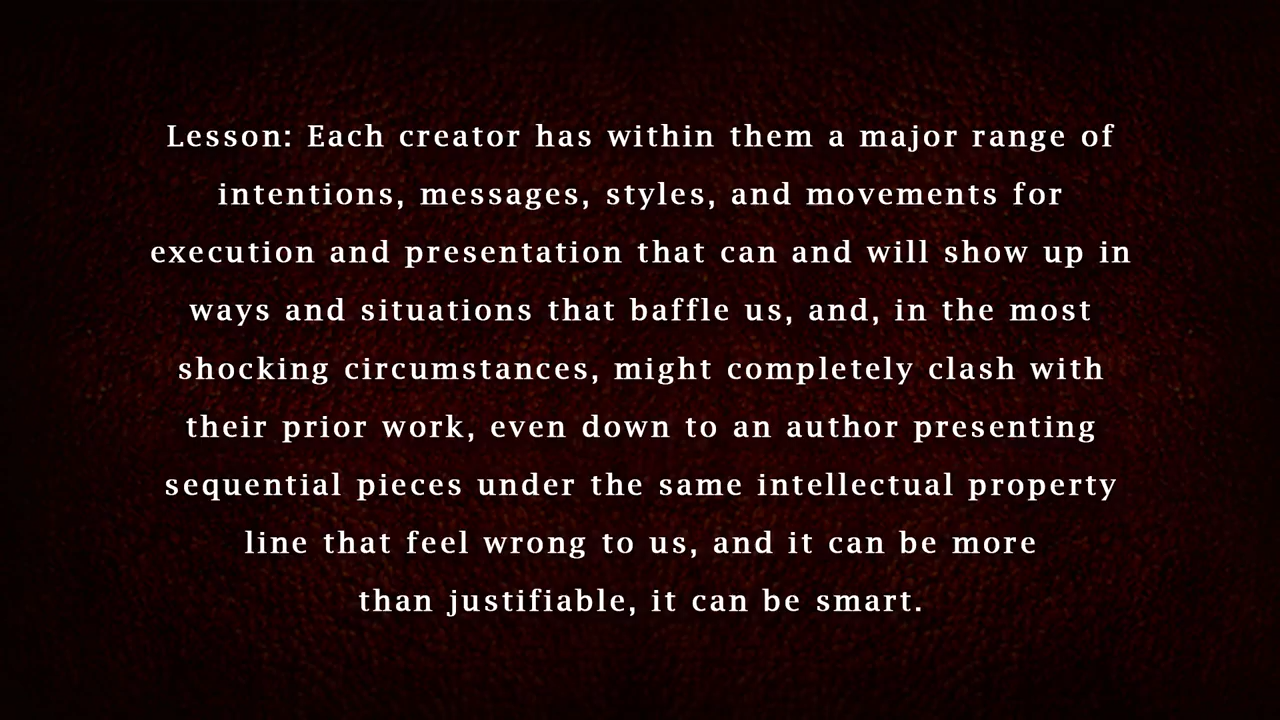 Lesson: Each creator has within them a major range of
intentions, messages, styles, and movements for
execution and presentation that can and will show up in
ways and situations that baffle us, and, in the most
shocking circumstances, might completely clash with
their prior work, even down to an author presenting
sequential pieces under the same intellectual property
line that feel wrong to us, and it can be more
than justifiable, it can be smart.